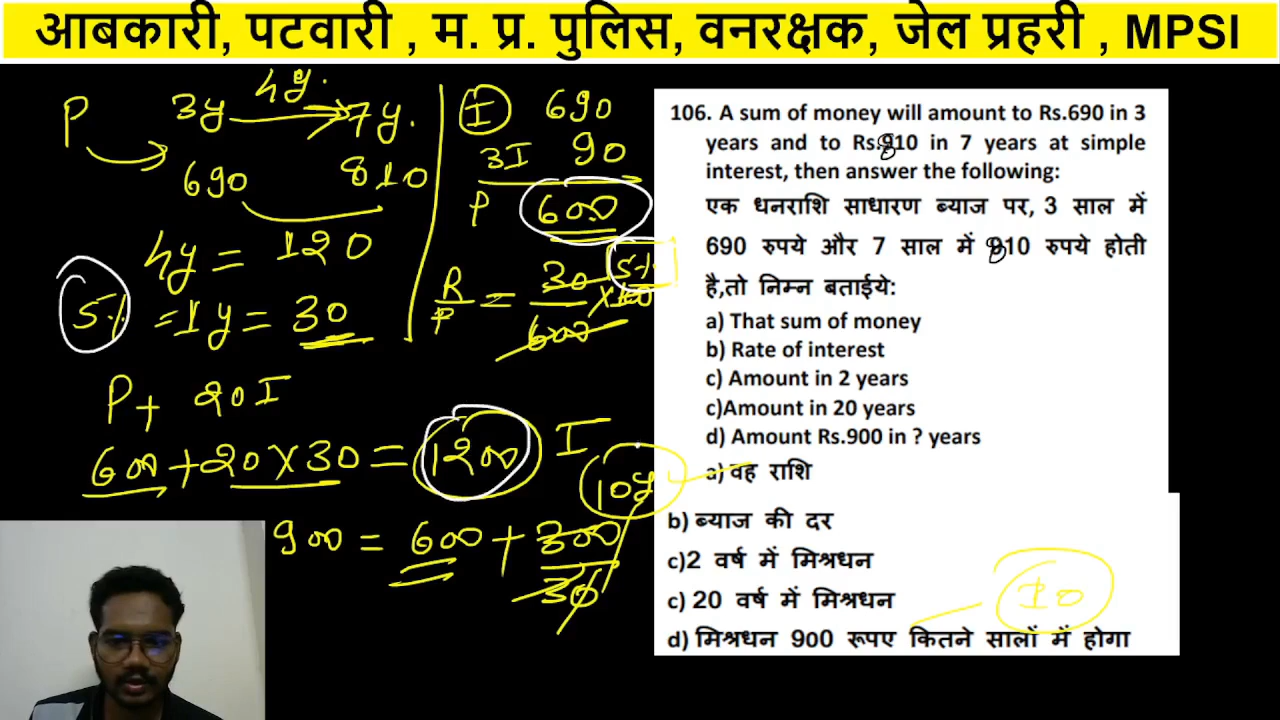 आबकारी, पटवारी , म. प्र. पुलिस, वनरक्षक, जेल प्रहरी , MPSI
P 3y 4y. 7y.
690 810
4y = 120
5% = 1y = 30
P + 20I
600 + 20 x 30 = 1200
900 = 600 + 300
30
10y
I 690
3I 90
P 600
R
P = 30 x 100 5%
600
I
106. A sum of money will amount to Rs.690 in 3
years and to Rs.810 in 7 years at simple
interest, then answer the following:
एक धनराशि साधारण ब्याज पर, 3 साल में
690 रुपये और 7 साल में 810 रुपये होती
है,तो निम्न बताईये:
a) That sum of money
b) Rate of interest
c) Amount in 2 years
c)Amount in 20 years
d) Amount Rs.900 in ? years
a) वह राशि
b) ब्याज की दर
c)2 वर्ष में मिश्रधन
c) 20 वर्ष में मिश्रधन
10
d) मिश्रधन 900 रूपए कितने सालों में होगा